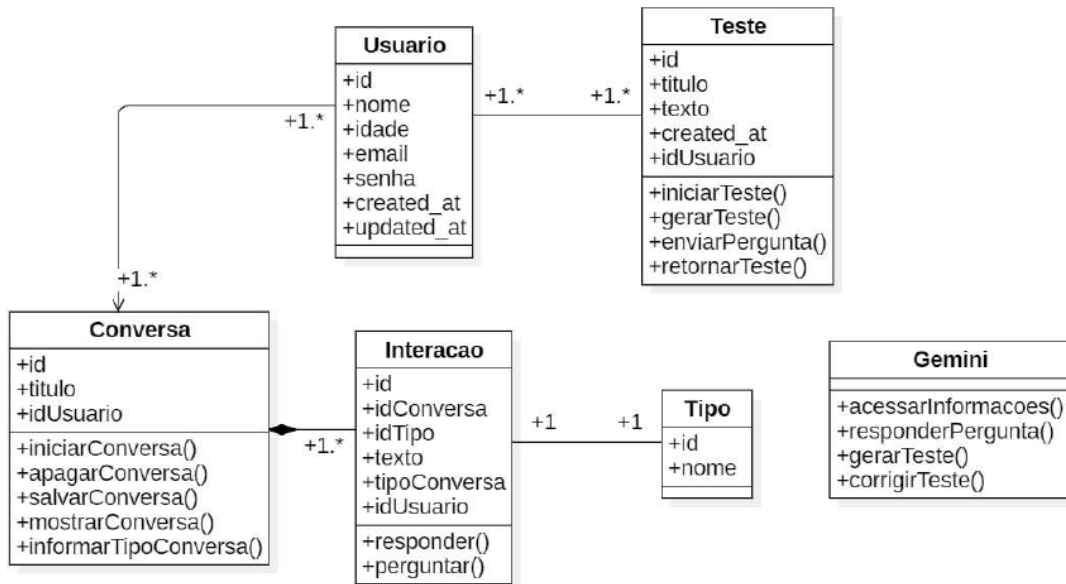 Usuario
+id
+nome
+idade
+email
+senha
+created_at
+updated_at
+1.*
+1.*
+1.*
+1.*
Teste
+id
+titulo
+texto
+created_at
+idUsuario
+iniciarTeste()
+gerarTeste()
+enviarPergunta()
+retornarTeste()
Conversa
+id
+titulo
+idUsuario
+iniciarConversa()
+apagarConversa()
+salvarConversa()
+mostrarConversa()
+informarTipoConversa()
+1.*
Interacao
+id
+idConversa
+idTipo
+texto
+tipoConversa
+idUsuario
+responder()
+perguntar()
+1
+1
Tipo
+id
+nome
Gemini
+acessarInformacoes()
+responderPergunta()
+gerarTeste()
+corrigirTeste()